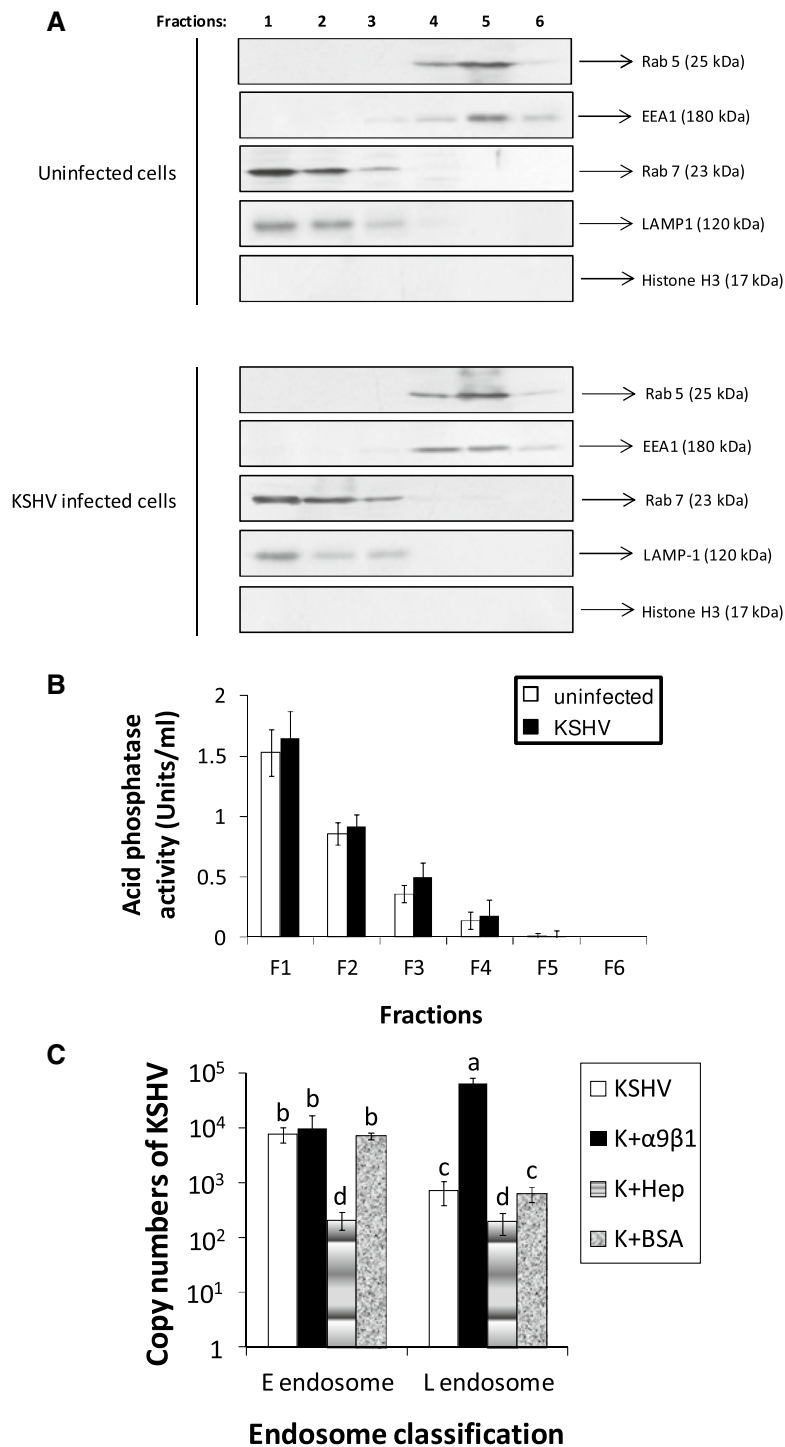 A
Fractions: 1 2 3 4 5 6
Rab 5 (25 kDa)
EEA1 (180 kDa)
Uninfected cells
Rab 7 (23 kDa)
LAMP1 (120 kDa)
Histone H3 (17 kDa)
Rab 5 (25 kDa)
EEA1 (180 kDa)
KSHV infected cells
Rab 7 (23 kDa)
LAMP-1 (120 kDa)
Histone H3 (17 kDa)
B
Acid phosphatase
activity (Units/ml)
2
1.5
1
0.5
0
uninfected
KSHV
F1 F2 F3 F4 F5 F6
Fractions
C
Copy numbers of KSHV
10⁵
10⁴
10³
10²
10¹
1
b b d b
c a d c
KSHV
K+α9β1
K+Hep
K+BSA
E endosome L endosome
Endosome classification